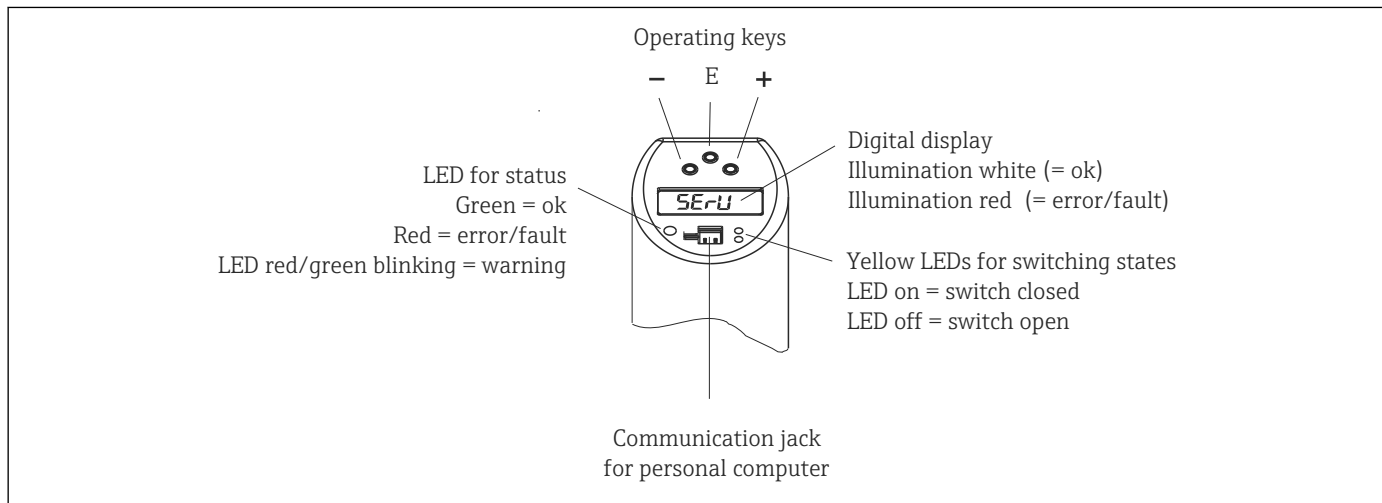 Operating keys
− E +
Digital display
Illumination white (= ok)
Illumination red (= error/fault)
LED for status
Green = ok
Red = error/fault
LED red/green blinking = warning
SErU
Yellow LEDs for switching states
LED on = switch closed
LED off = switch open
Communication jack
for personal computer